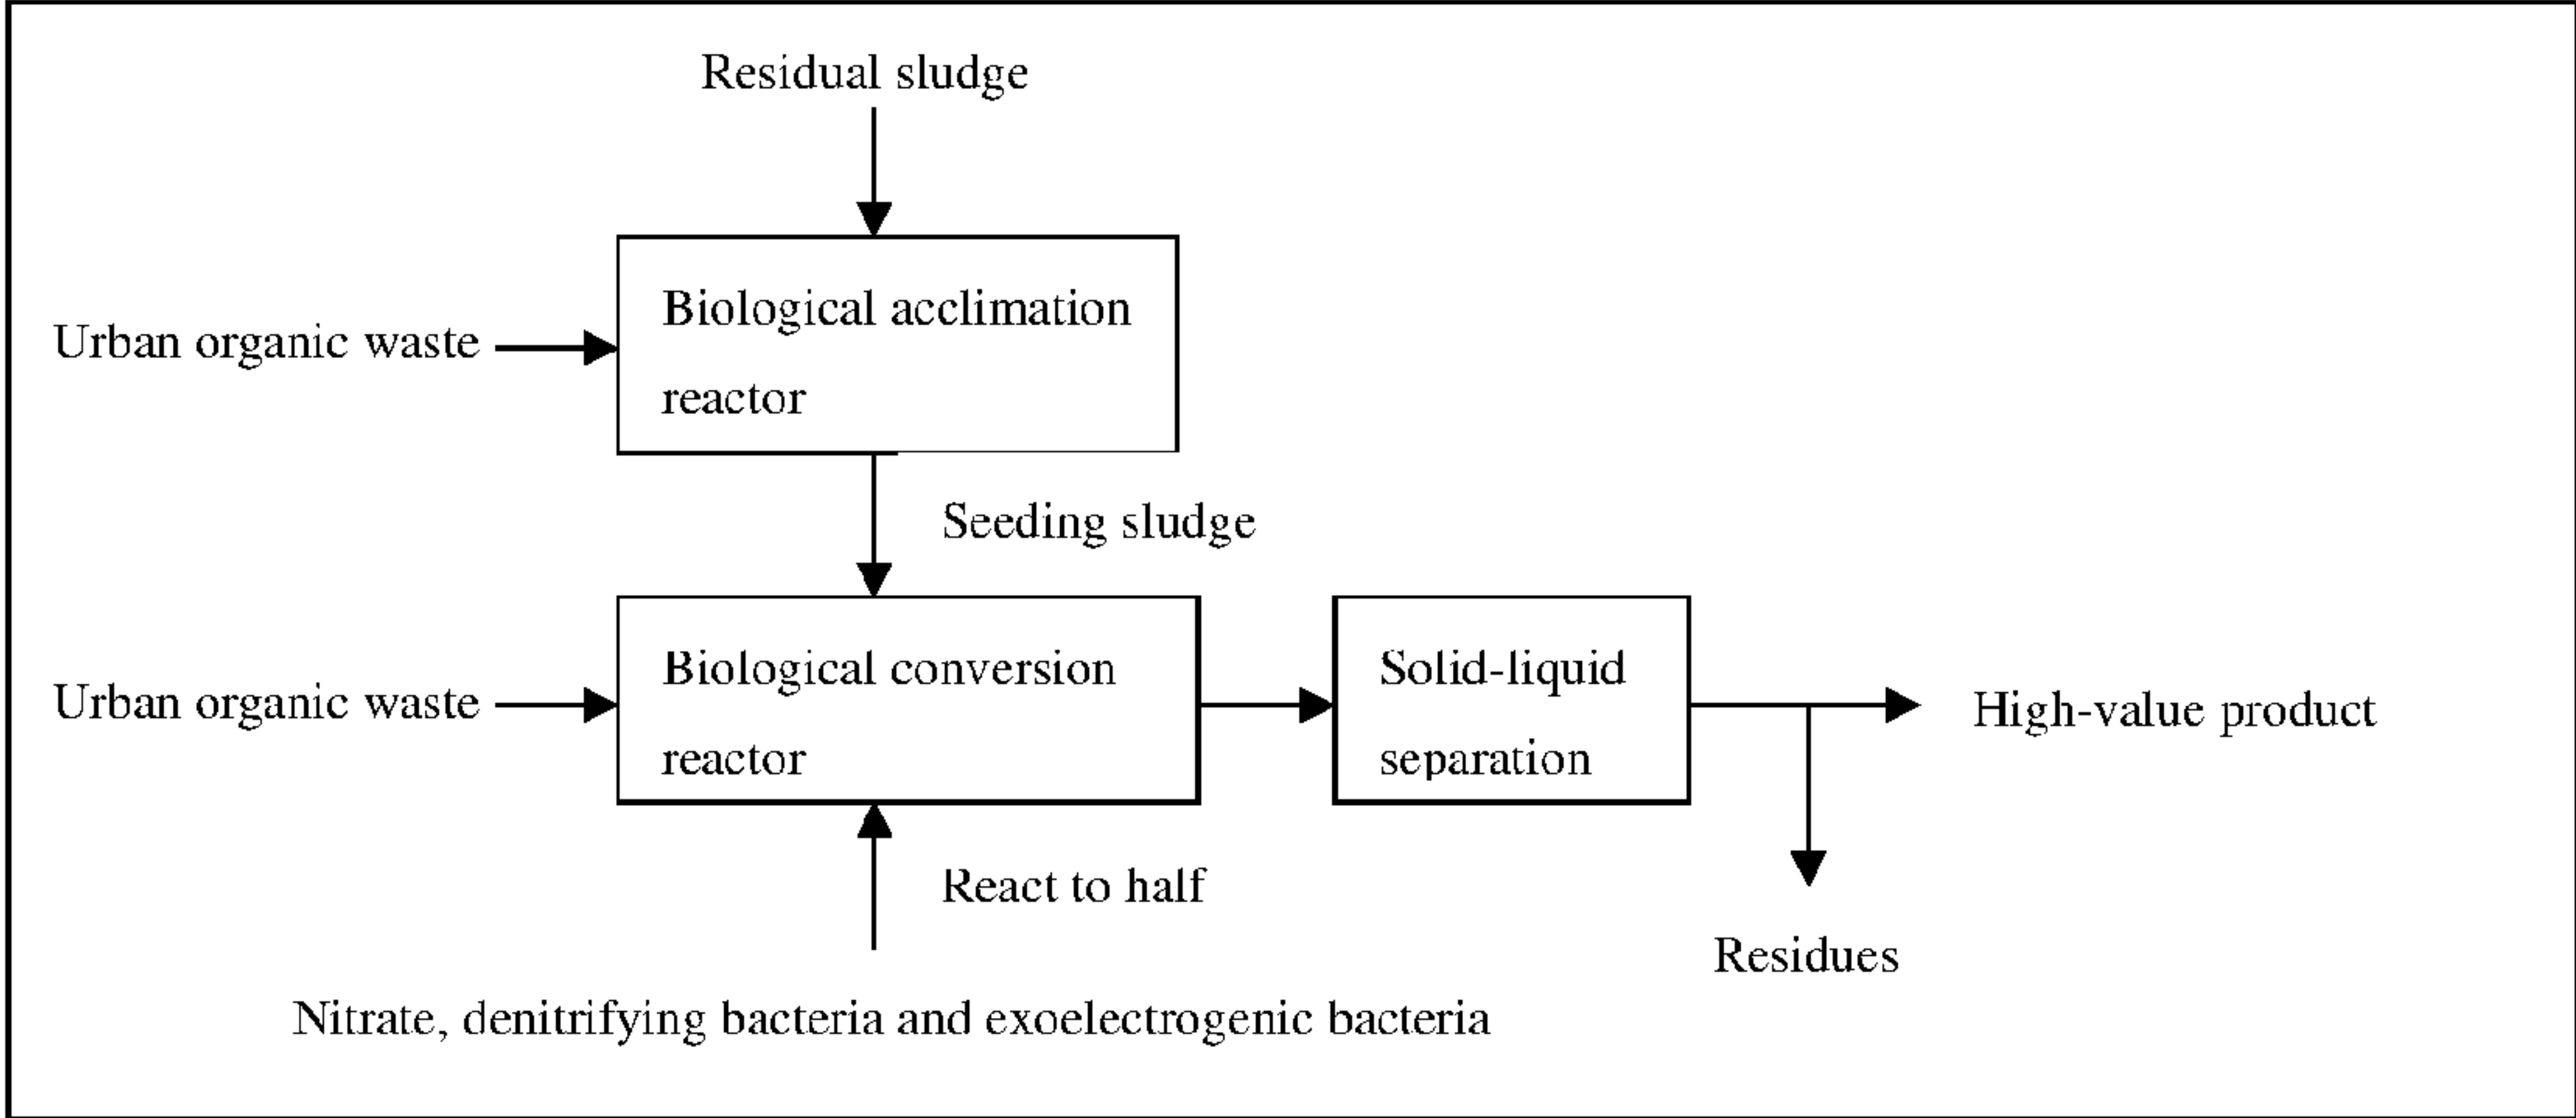 Residual sludge
Urban organic waste
Biological acclimation
reactor
Seeding sludge
Urban organic waste
Biological conversion
reactor
Solid-liquid
separation
High-value product
React to half
Residues
Nitrate, denitrifying bacteria and exoelectrogenic bacteria